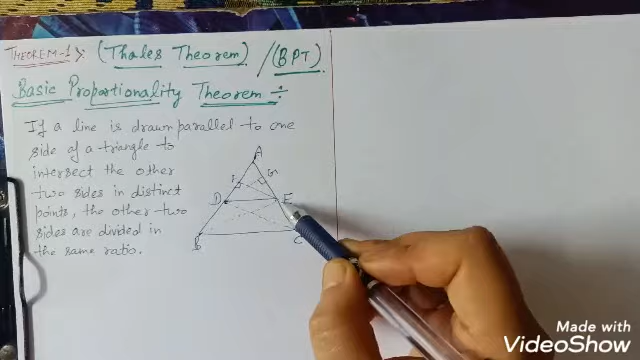 THEOREM-1 :> (Thales Theorem) / (BPT)
Basic Proportionality Theorem ÷
If a line is drawn parallel to one
side of a triangle to
intersect the other
two sides in distinct
points, the other two
sides are divided in
the same ratio.
A
F G
D E
B C
Made with
VideoShow